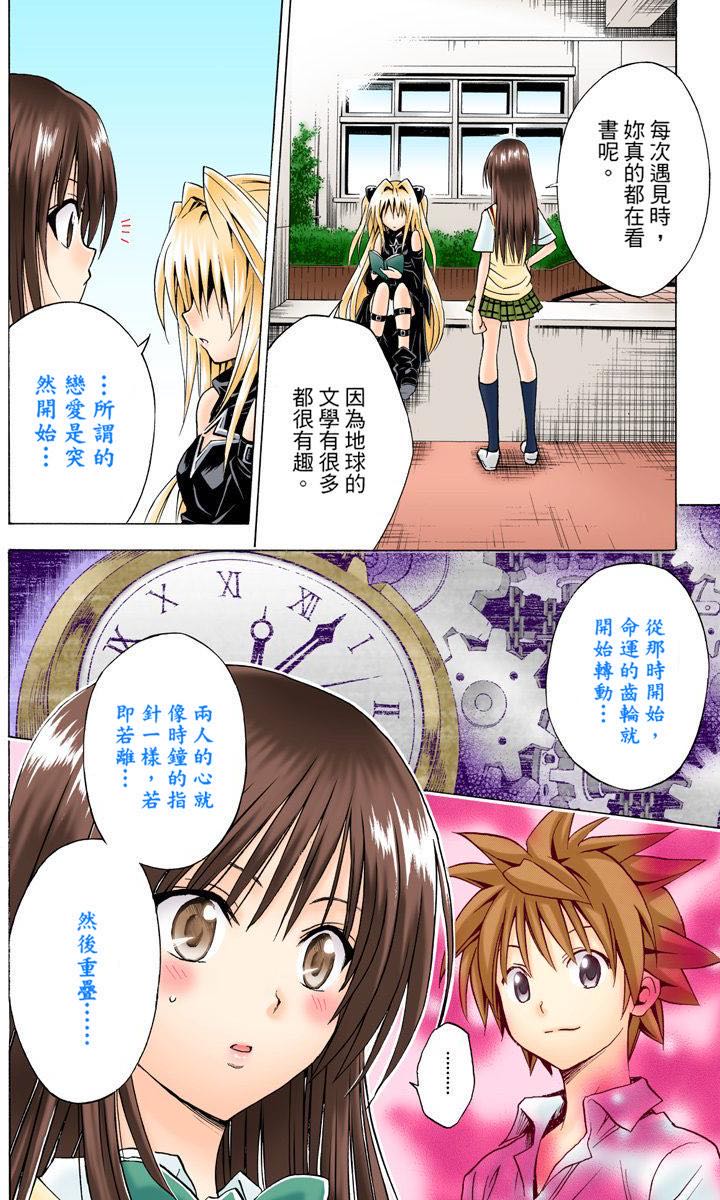 每次遇見時，
妳真的都在看
書呢。
因為地球的
文學有很多
都很有趣。
…所謂的
戀愛是突
然開始…
從那時開始，
命運的齒輪就
開始轉動…
兩人的心就
像時鐘的指
針一樣，若
即若離…
然後重疊……
………
XII
I
VIII
IX
X